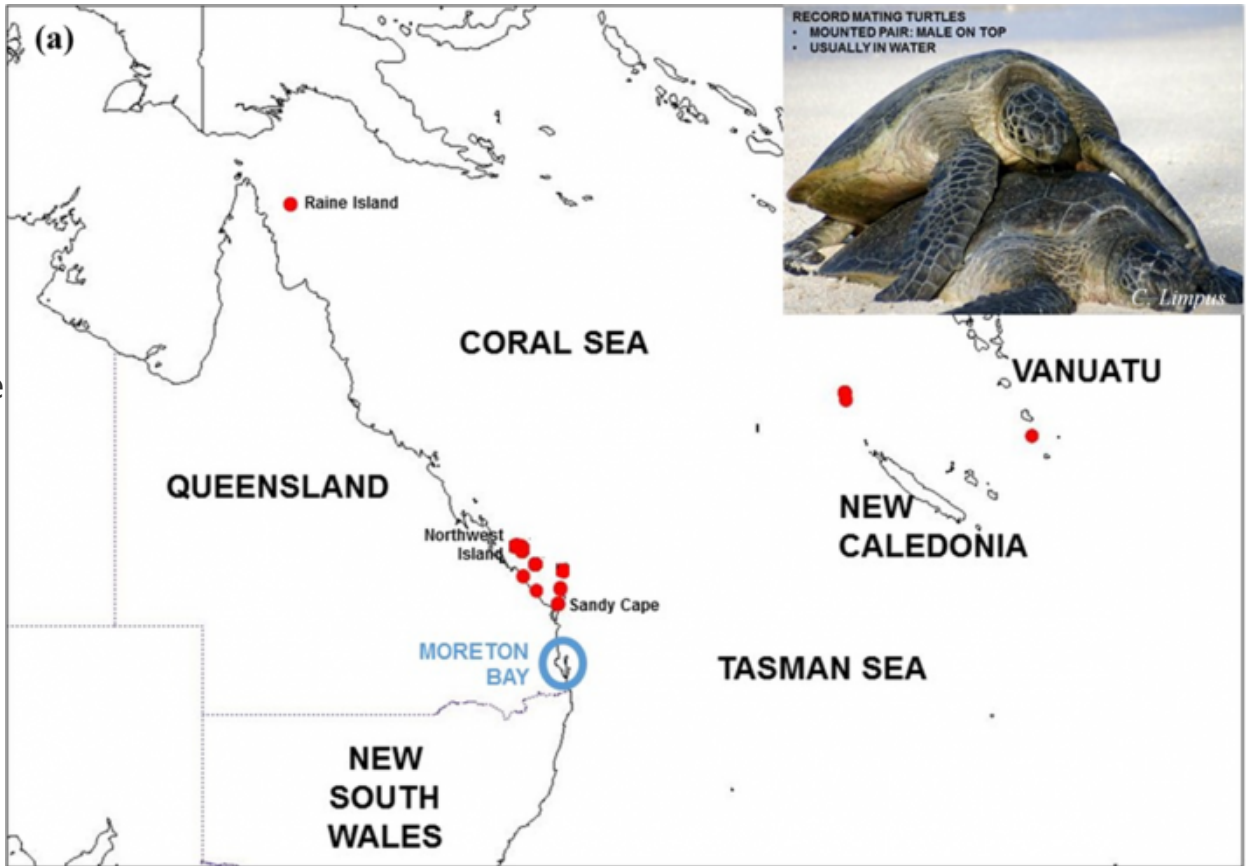 (a)
RECORD MATING TURTLES
• MOUNTED PAIR: MALE ON TOP
• USUALLY IN WATER
C. Limpus
Raine Island
CORAL SEA
VANUATU
e
QUEENSLAND
NEW
CALEDONIA
Northwest
Island
Sandy Cape
MORETON
BAY
TASMAN SEA
NEW
SOUTH
WALES